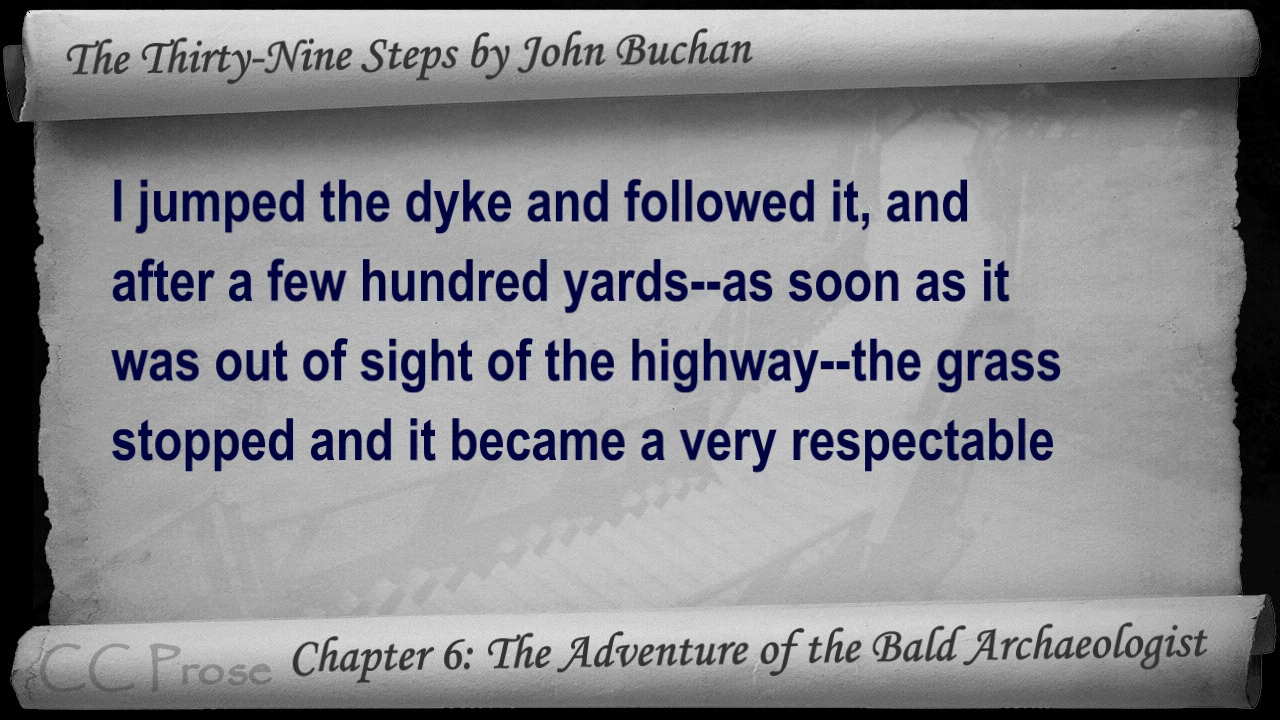 The Thirty-Nine Steps by John Buchan
I jumped the dyke and followed it, and
after a few hundred yards--as soon as it
was out of sight of the highway--the grass
stopped and it became a very respectable
CC Prose
Chapter 6: The Adventure of the Bald Archaeologist